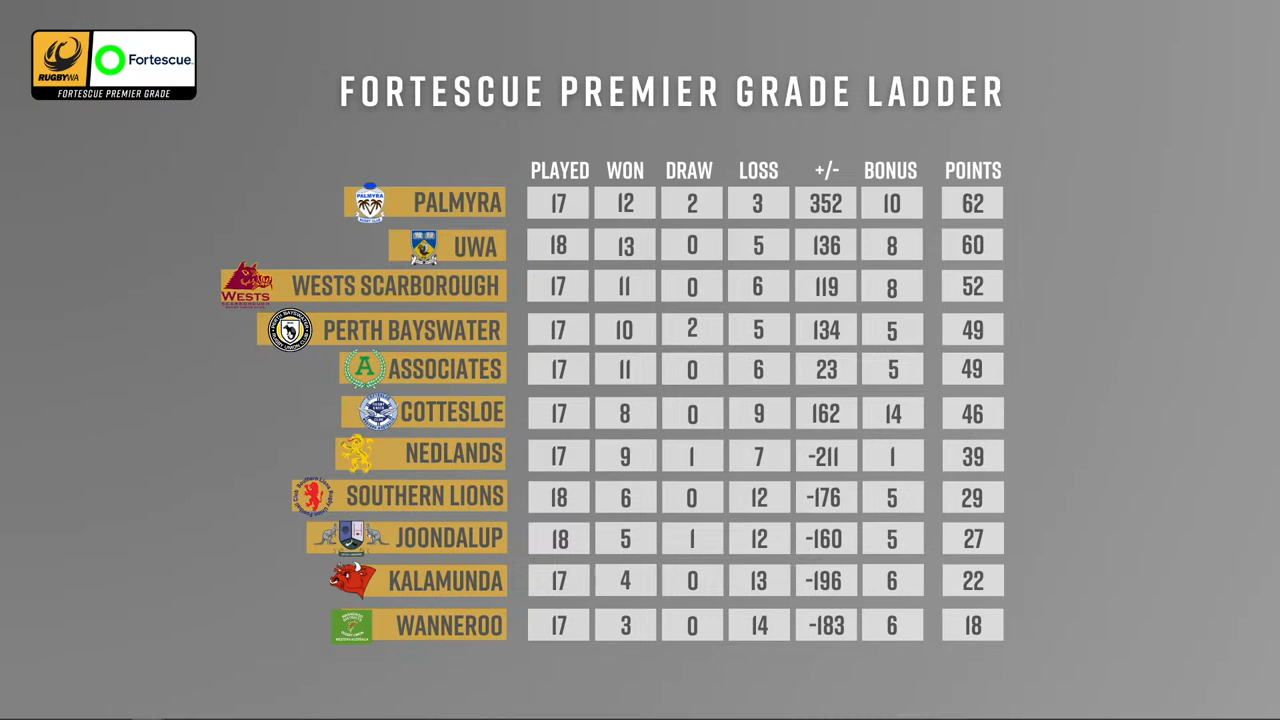 RUGBYWA Fortescue
FORTESCUE PREMIER GRADE
FORTESCUE PREMIER GRADE LADDER
PLAYED WON DRAW LOSS +/- BONUS POINTS
PALMYRA PALMYRA 17 12 2 3 352 10 62
UWA 18 13 0 5 136 8 60
WESTS WESTS SCARBOROUGH 17 11 0 6 119 8 52
PERTH BAYSWATER 17 10 2 5 134 5 49
A ASSOCIATES 17 11 0 6 23 5 49
COTTESLOE 17 8 0 9 162 14 46
NEDLANDS 17 9 1 7 -211 1 39
SOUTHERN LIONS 18 6 0 12 -176 5 29
JOONDALUP 18 5 1 12 -160 5 27
KALAMUNDA 17 4 0 13 -196 6 22
WANNEROO 17 3 0 14 -183 6 18